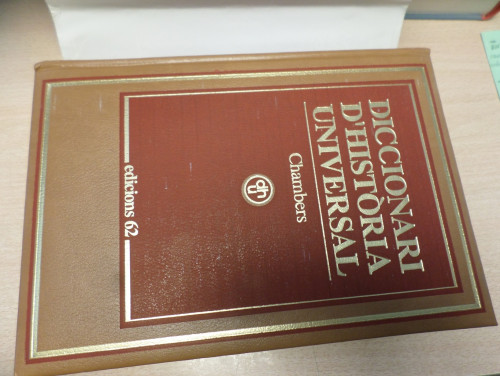 DICCIONARI
D'HISTÒRIA
UNIVERSAL
Chambers
edicions 62